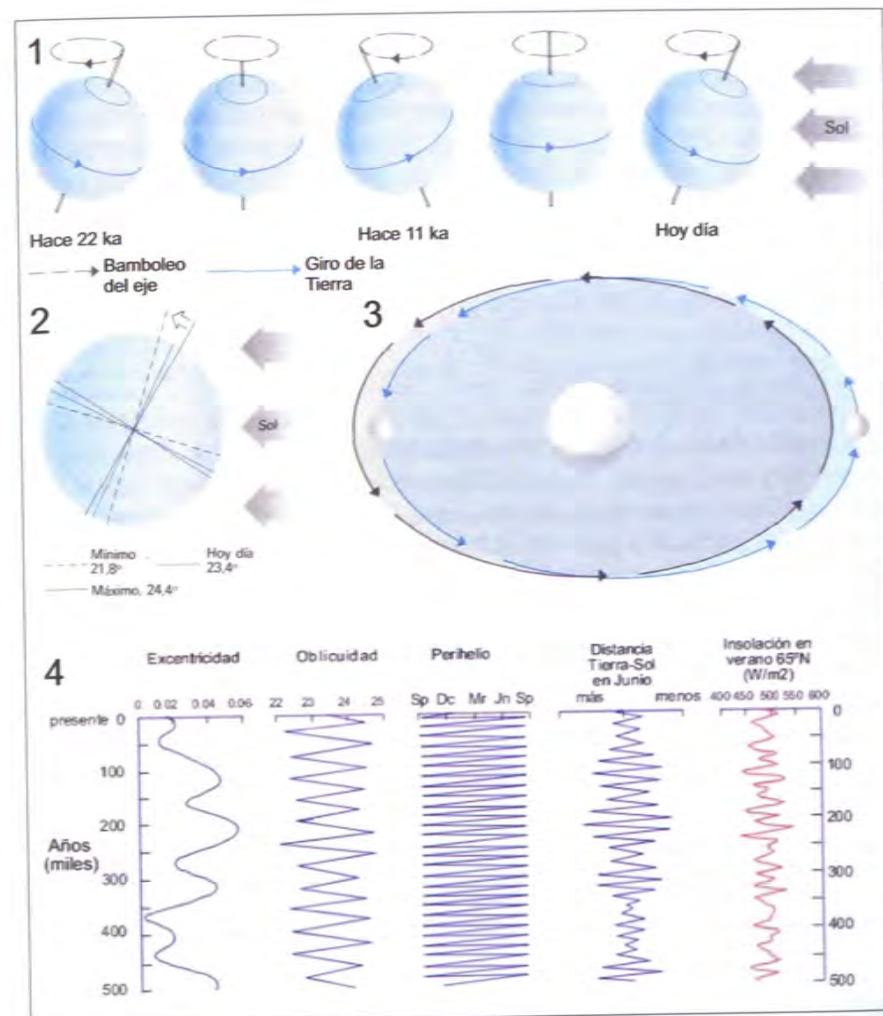 1
Sol
Hace 22 ka
Hace 11 ka
Hoy día
Bamboleo
del eje
Giro de la
Tierra
2
Sol
Mínimo
21,8º
Hoy día
23,4º
Máximo, 24,4º
3
4
Excentricidad
0 0.02 0.04 0.06
Oblicuidad
22 23 24 25
Perihelio
Sp Dc Mr Jn Sp
Distancia
Tierra-Sol
en Junio
más menos
Insolación en
verano 65ºN
(W/m2)
400 450 500 550 600
presente 0
100
200
Años
(miles)
300
400
500
0
100
200
300
400
500